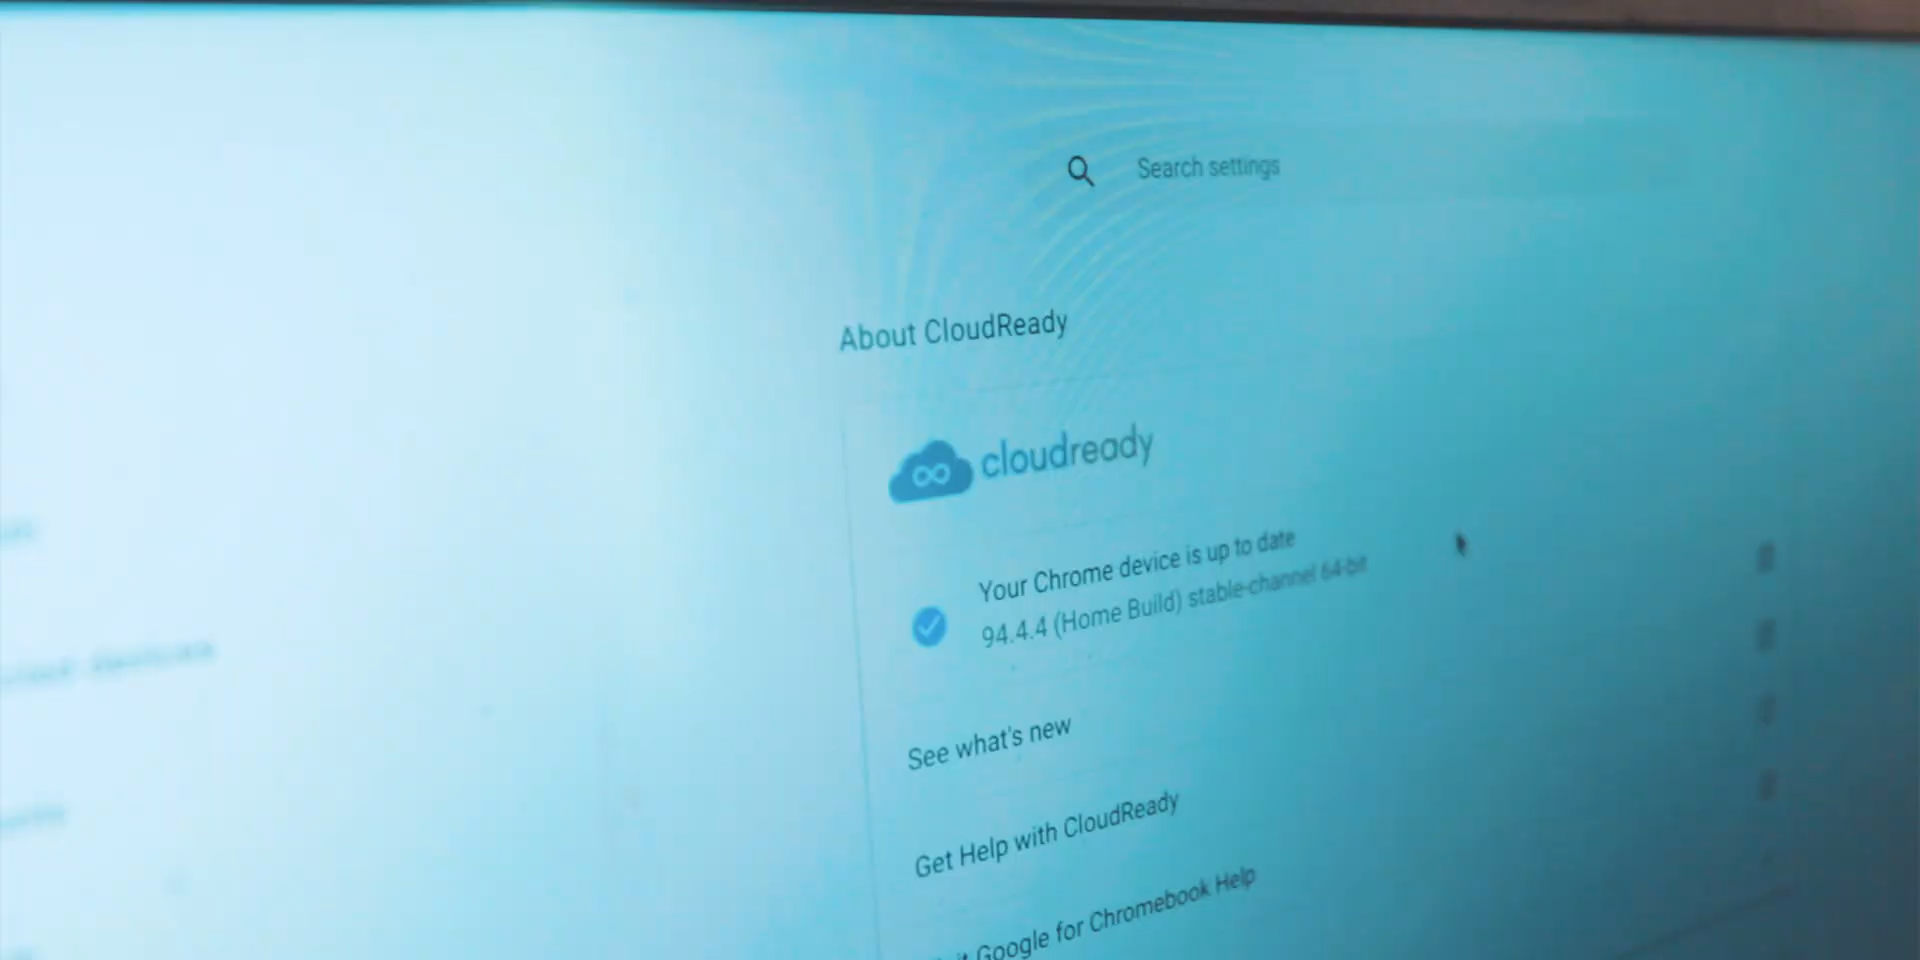 Search settings
About CloudReady
cloudready
Your Chrome device is up to date
94.4.4 (Home Build) stable-channel 64-bit
See what's new
Get Help with CloudReady
Google for Chromebook Help